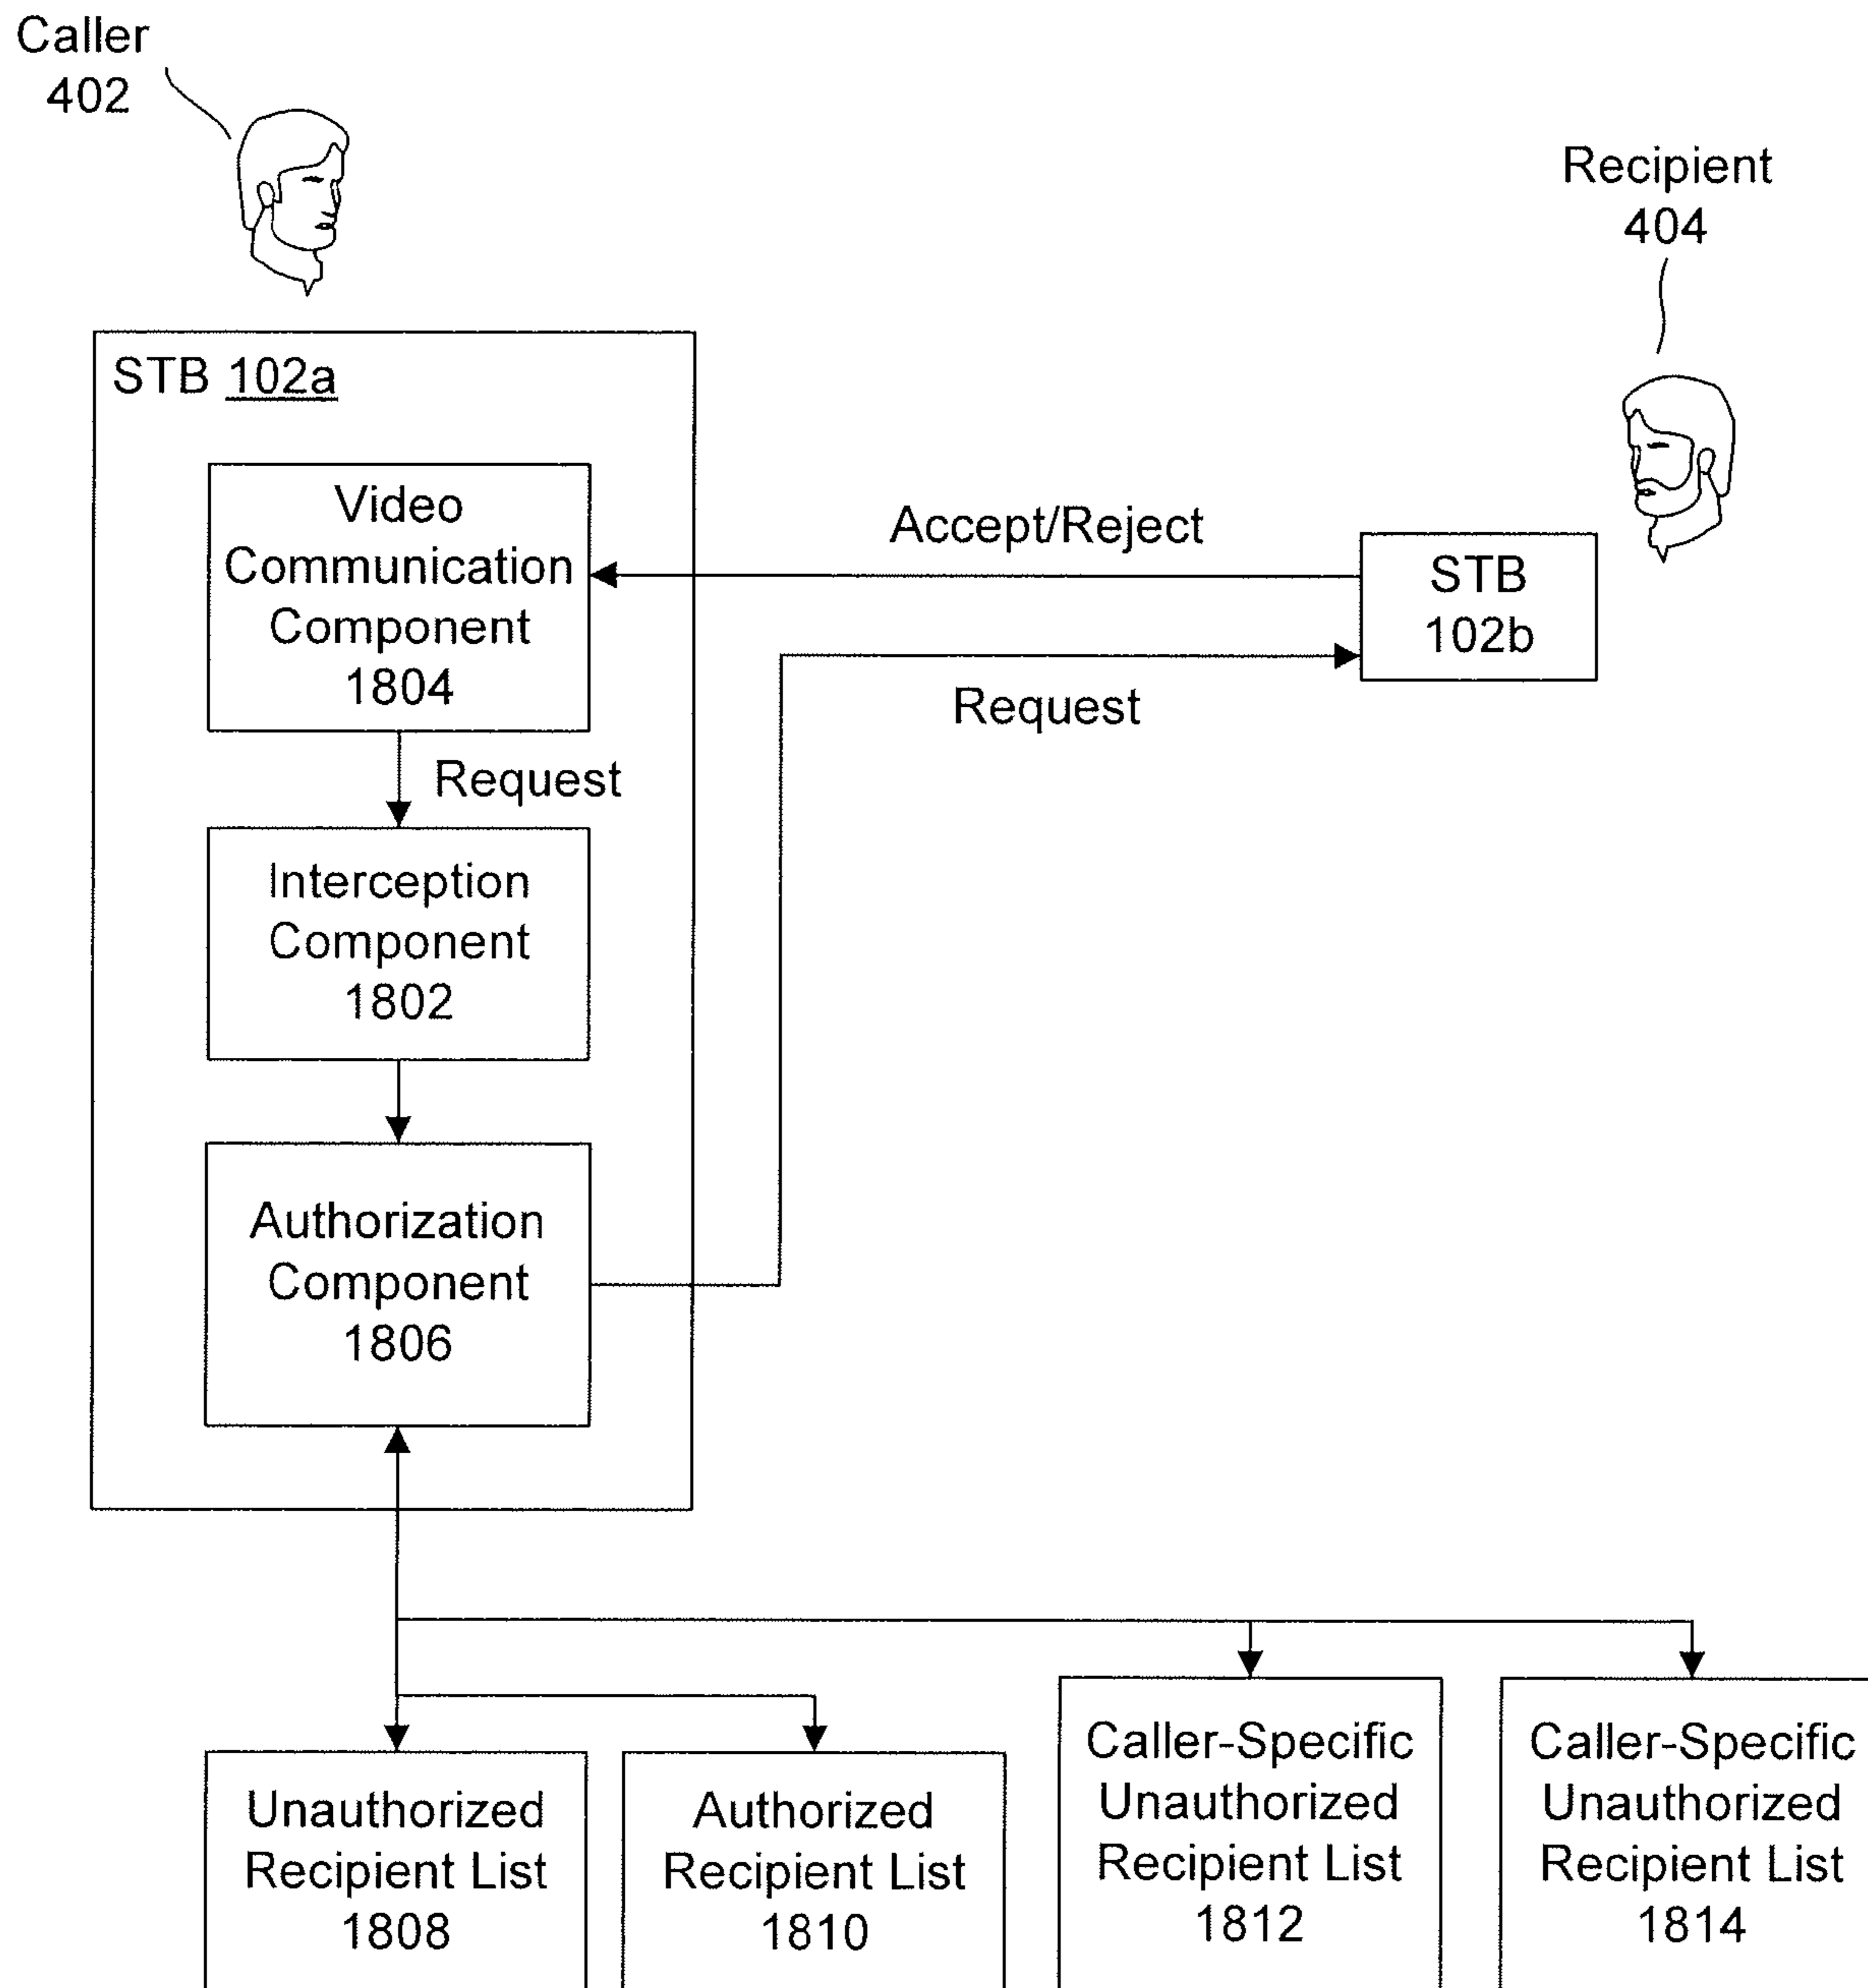 Caller
402
Recipient
404
STB 102a
Video
Communication
Component
1804
Accept/Reject
STB
102b
Request
Request
Interception
Component
1802
Authorization
Component
1806
Unauthorized
Recipient List
1808
Authorized
Recipient List
1810
Caller-Specific
Unauthorized
Recipient List
1812
Caller-Specific
Unauthorized
Recipient List
1814